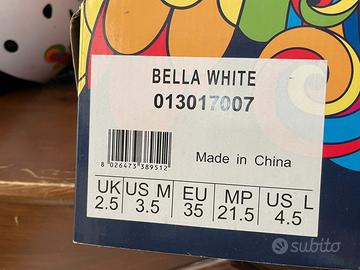 BELLA WHITE
013017007
8 026473 389512
Made in China
UK US M EU MP US L
2.5 3.5 35 21.5 4.5
subito